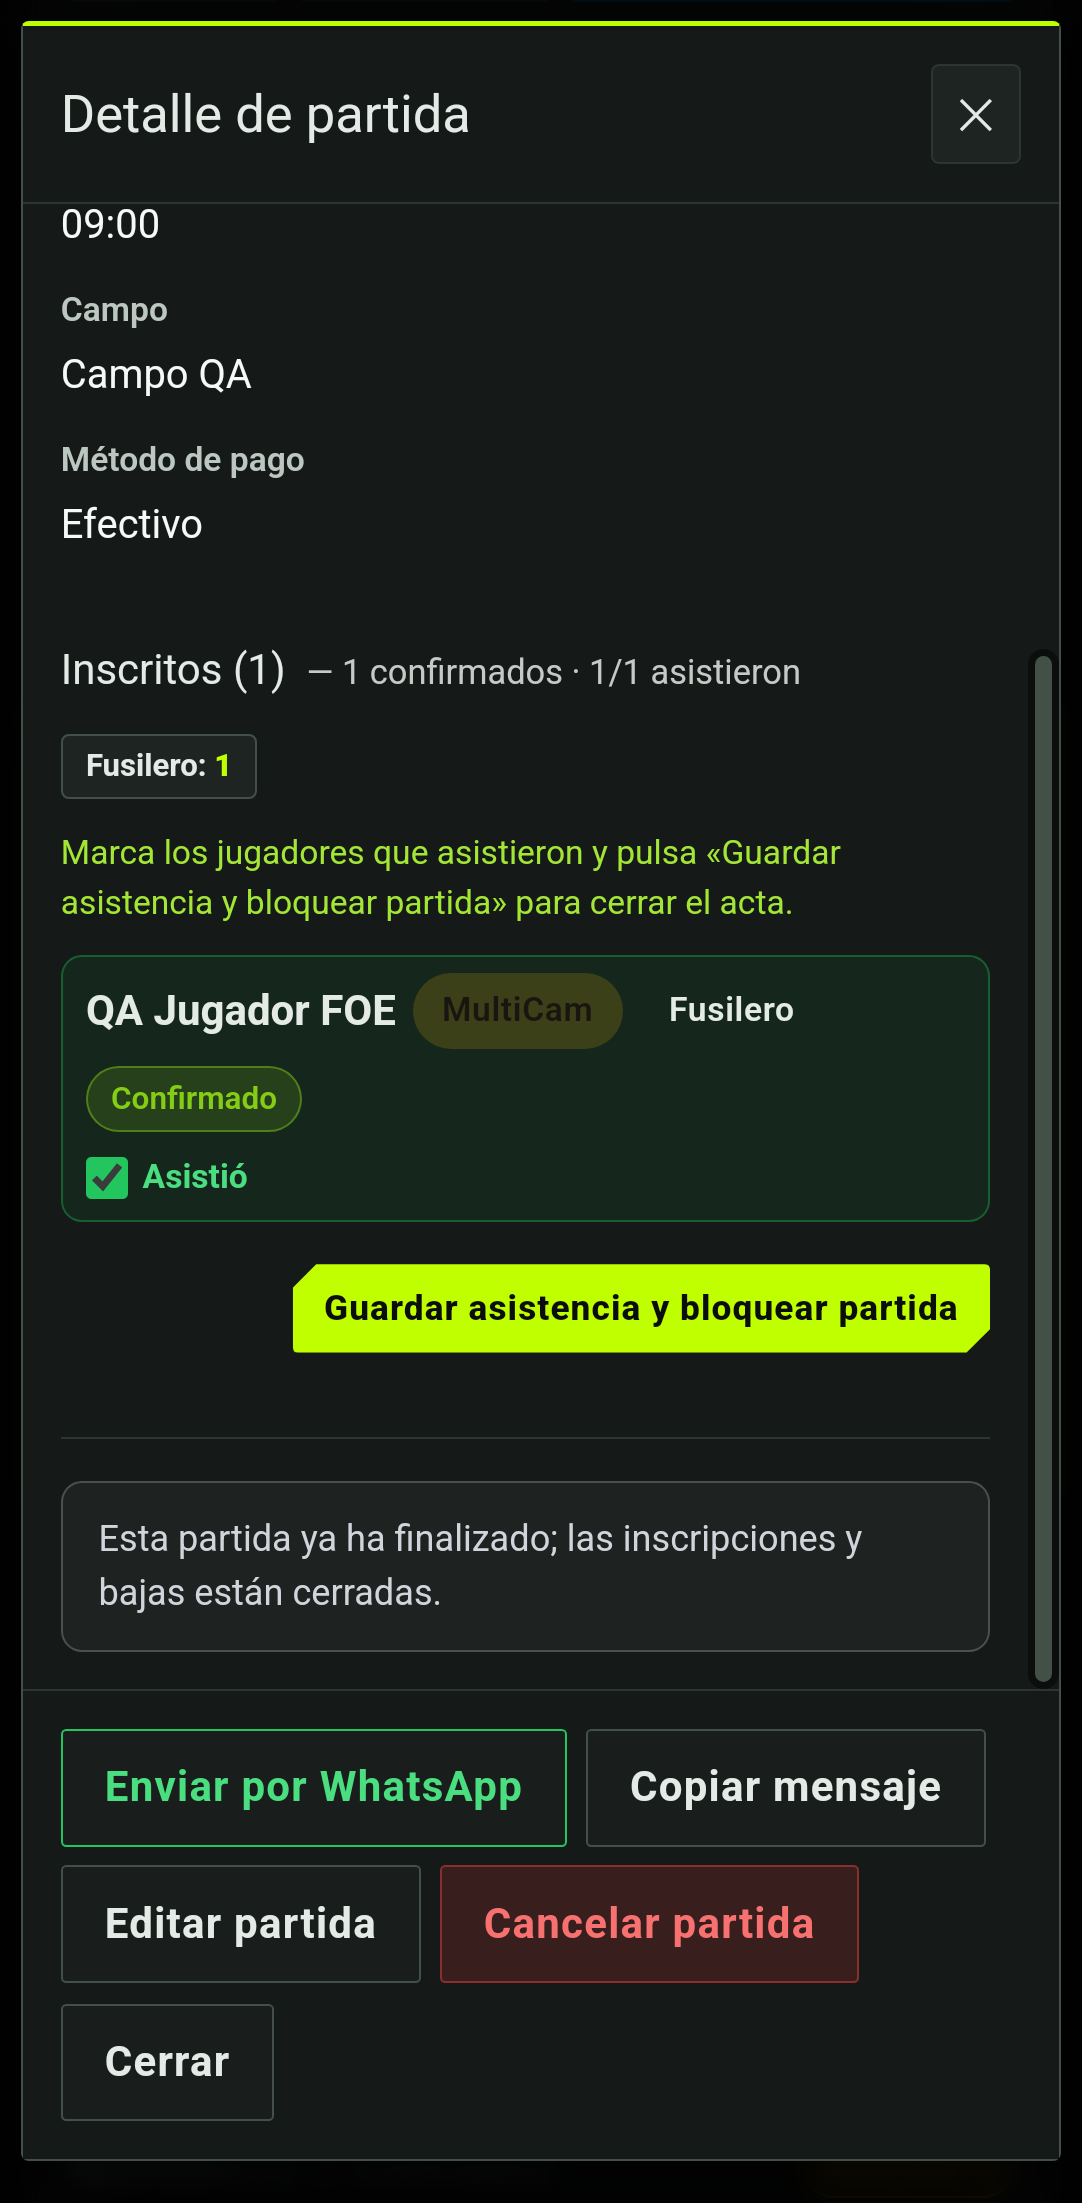 Detalle de partida
09:00
Campo
Campo QA
Método de pago
Efectivo
Inscritos (1) — 1 confirmados · 1/1 asistieron
Fusilero: 1
Marca los jugadores que asistieron y pulsa «Guardar
asistencia y bloquear partida» para cerrar el acta.
QA Jugador FOE MultiCam Fusilero
Confirmado
Asistió
Guardar asistencia y bloquear partida
Esta partida ya ha finalizado; las inscripciones y
bajas están cerradas.
Enviar por WhatsApp Copiar mensaje
Editar partida Cancelar partida
Cerrar